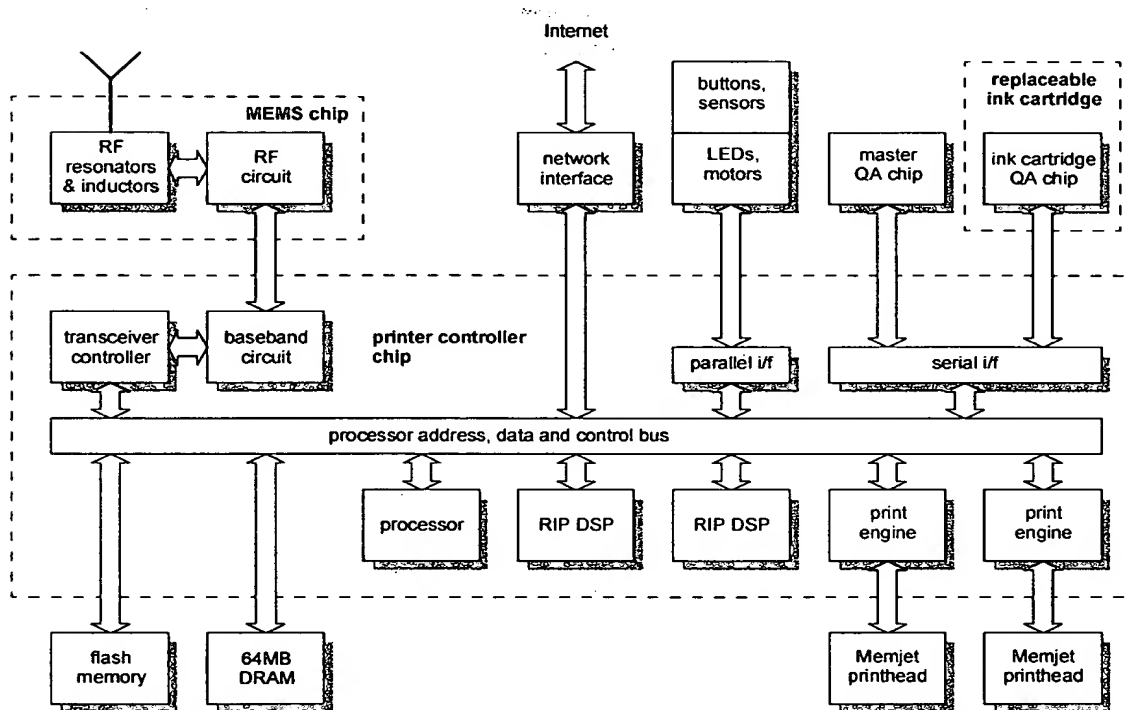 Internet
MEMS chip
RF
resonators
& inductors
RF
circuit
network
interface
buttons,
sensors
LEDs,
motors
master
QA chip
replaceable
ink cartridge
ink cartridge
QA chip
transceiver
controller
baseband
circuit
printer controller
chip
parallel i/f
serial i/f
processor address, data and control bus
processor
RIP DSP
RIP DSP
print
engine
print
engine
flash
memory
64MB
DRAM
Memjet
printhead
Memjet
printhead